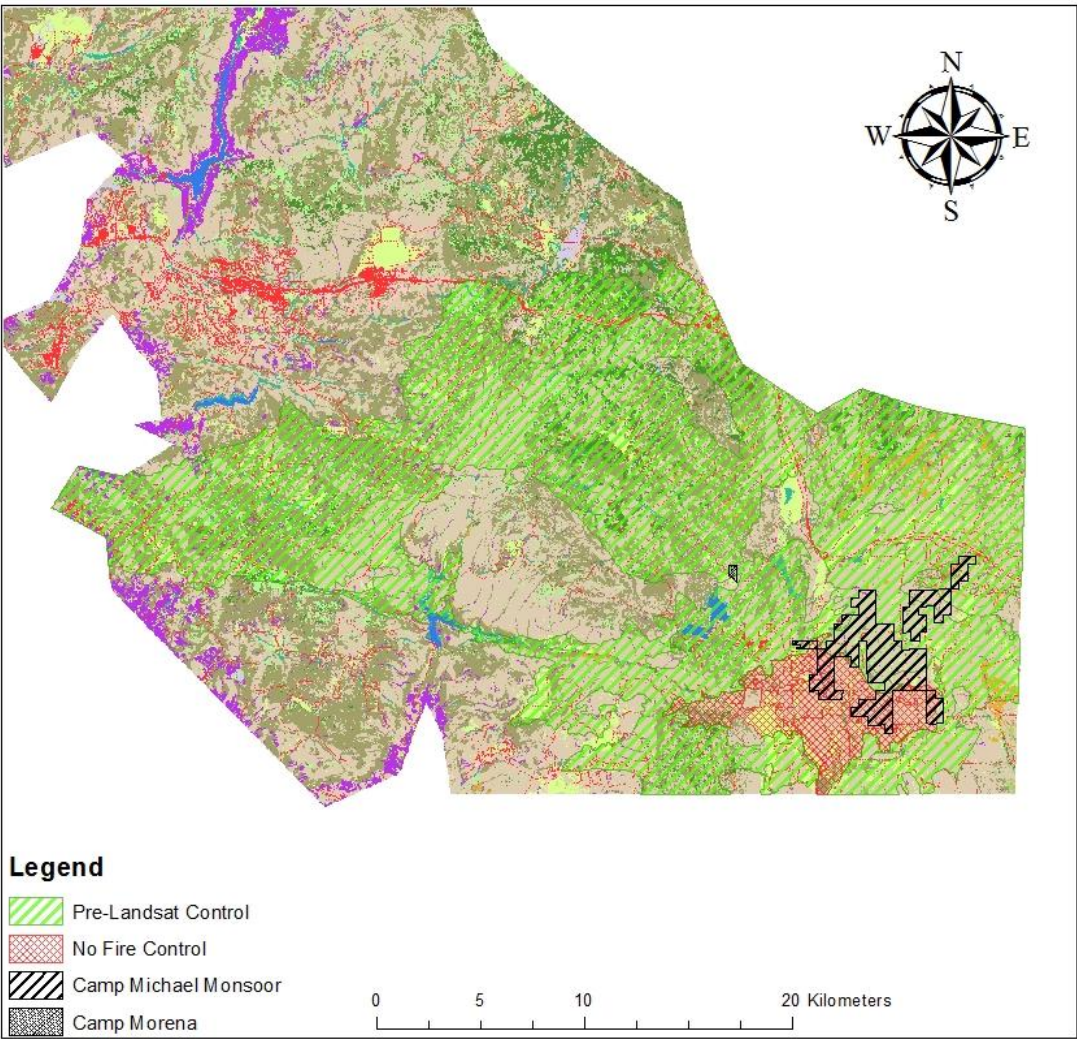 N
W E
S
Legend
Pre-Landsat Control
No Fire Control
Camp Michael Monsoor
Camp Morena
0 5 10 20 Kilometers